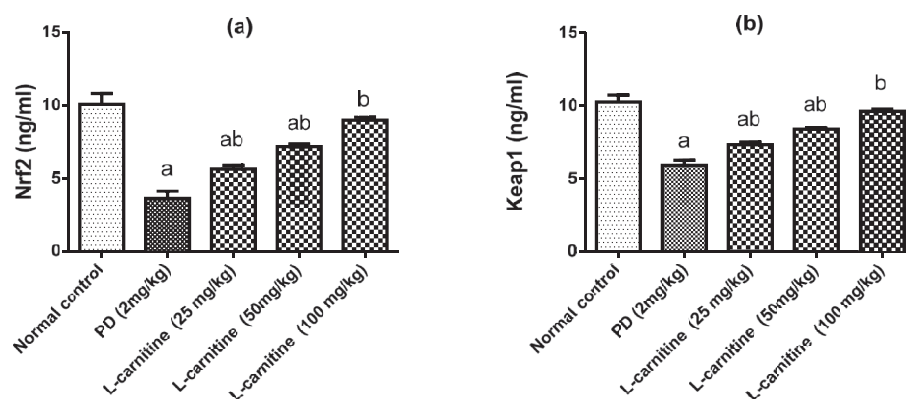 (a)
Nrf2 (ng/ml)
15
10
5
0
a
ab
ab
b
Normal control
PD (2mg/kg)
L-carnitine (25 mg/kg)
L-carnitine (50mg/kg)
L-carnitine (100 mg/kg)
(b)
Keap1 (ng/ml)
15
10
5
0
a
ab
ab
b
Normal control
PD (2mg/kg)
L-carnitine (25 mg/kg)
L-carnitine (50mg/kg)
L-carnitine (100 mg/kg)